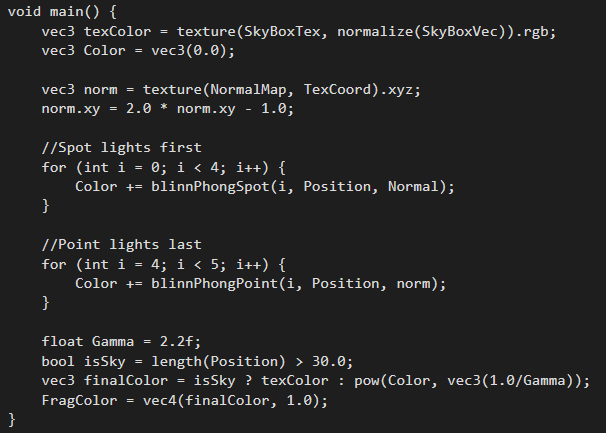 void main() {
    vec3 texColor = texture(SkyBoxTex, normalize(SkyBoxVec)).rgb;
    vec3 Color = vec3(0.0);

    vec3 norm = texture(NormalMap, TexCoord).xyz;
    norm.xy = 2.0 * norm.xy - 1.0;

    //Spot lights first
    for (int i = 0; i < 4; i++) {
        Color += blinnPhongSpot(i, Position, Normal);
    }

    //Point lights last
    for (int i = 4; i < 5; i++) {
        Color += blinnPhongPoint(i, Position, norm);
    }

    float Gamma = 2.2f;
    bool isSky = length(Position) > 30.0;
    vec3 finalColor = isSky ? texColor : pow(Color, vec3(1.0/Gamma));
    FragColor = vec4(finalColor, 1.0);
}